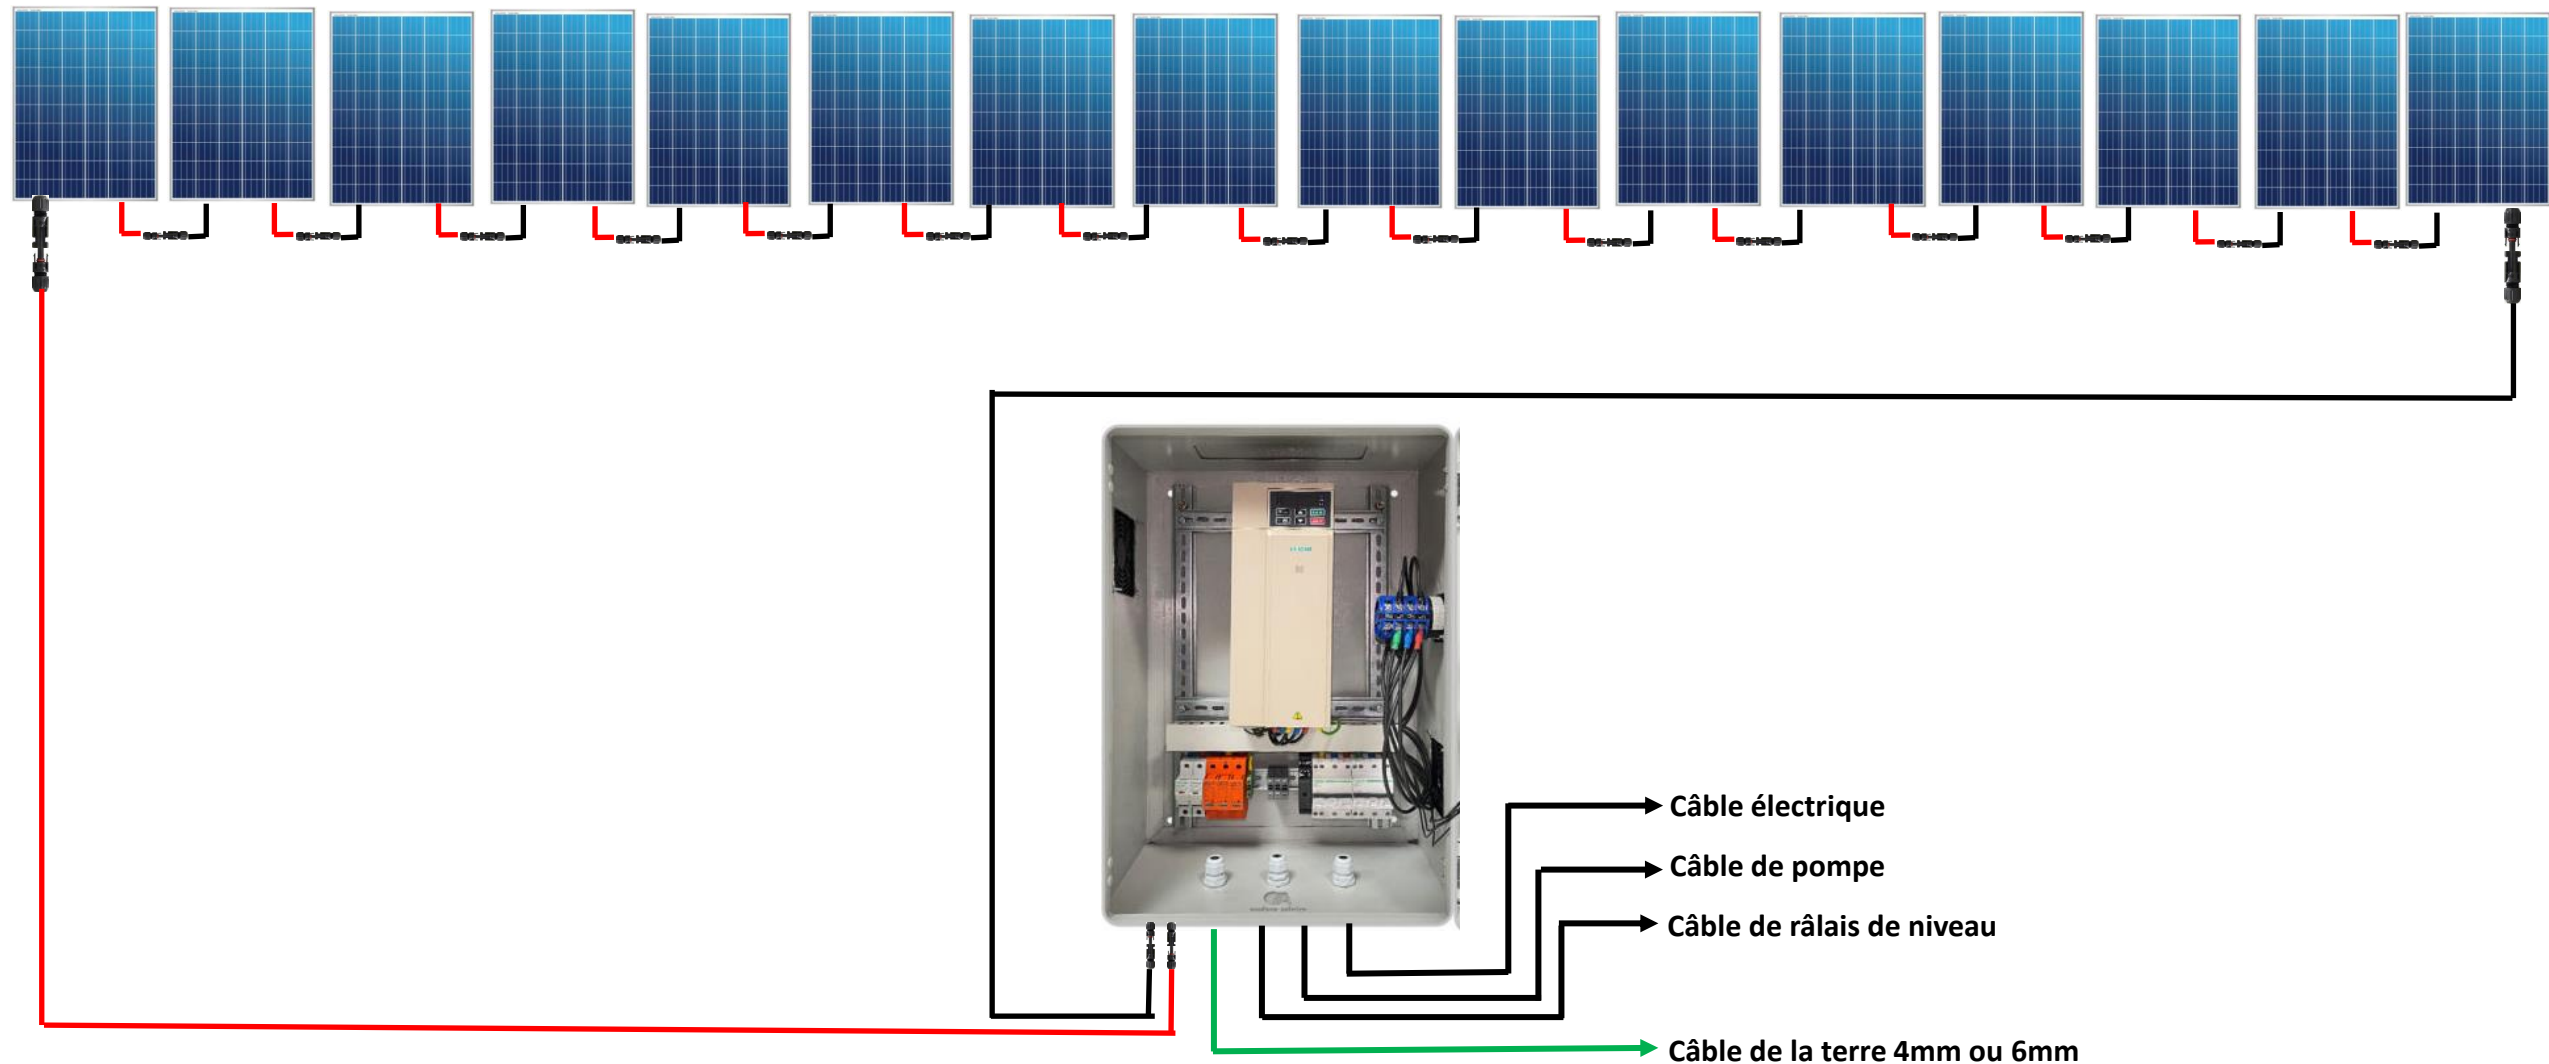 Câble électrique
Câble de pompe
Câble de râlais de niveau
Câble de la terre 4mm ou 6mm